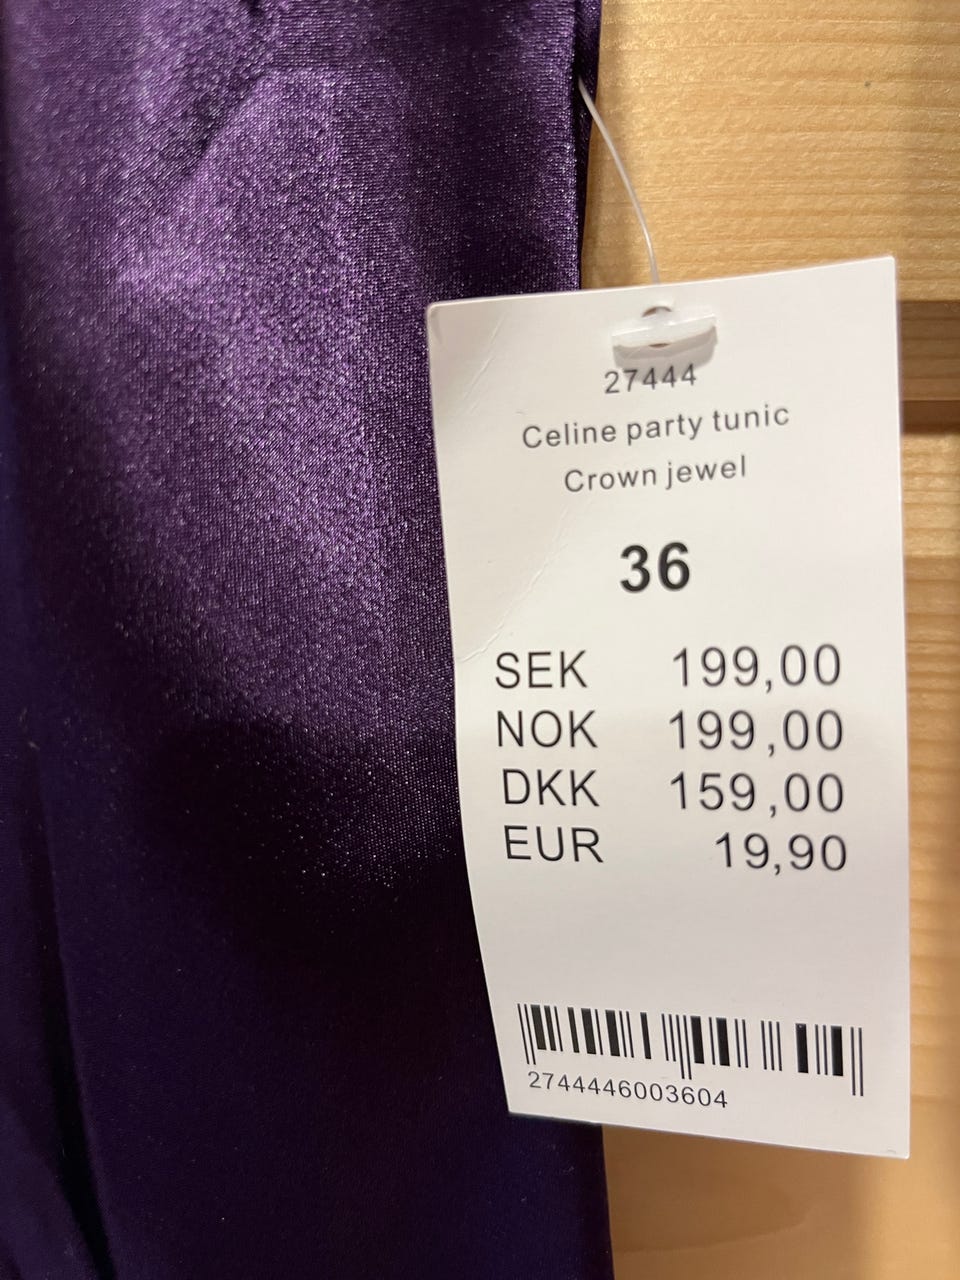 27444
Celine party tunic
Crown jewel
36
SEK 199,00
NOK 199,00
DKK 159,00
EUR 19,90
2744446003604